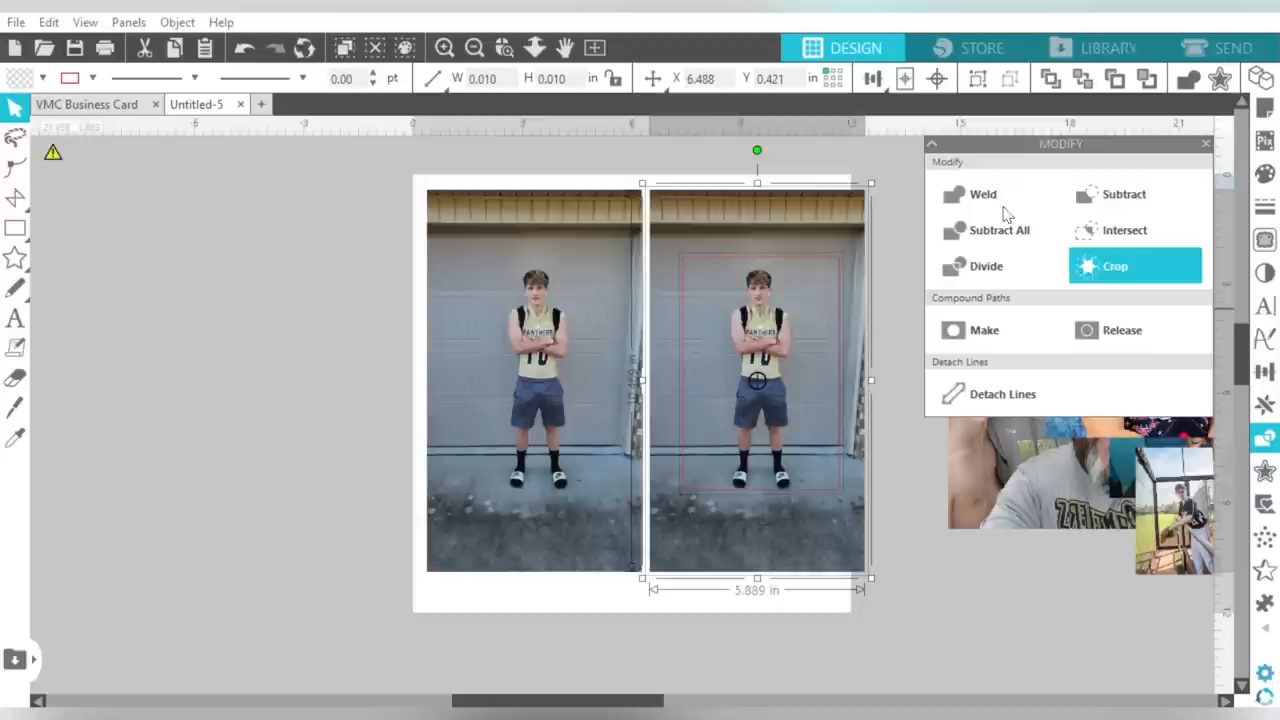 File Edit View Panels Object Help
DESIGN STORE LIBRARY SEND
0.00 pt W 0.010 H 0.010 in X 6.488 Y 0.421 in
VMC Business Card × Untitled-5 × +
MODIFY
Modify
Weld Subtract
Subtract All Intersect
Divide Crop
Compound Paths
Make Release
Detach Lines
Detach Lines
PANTHERS
PANTHERS
5.889 in